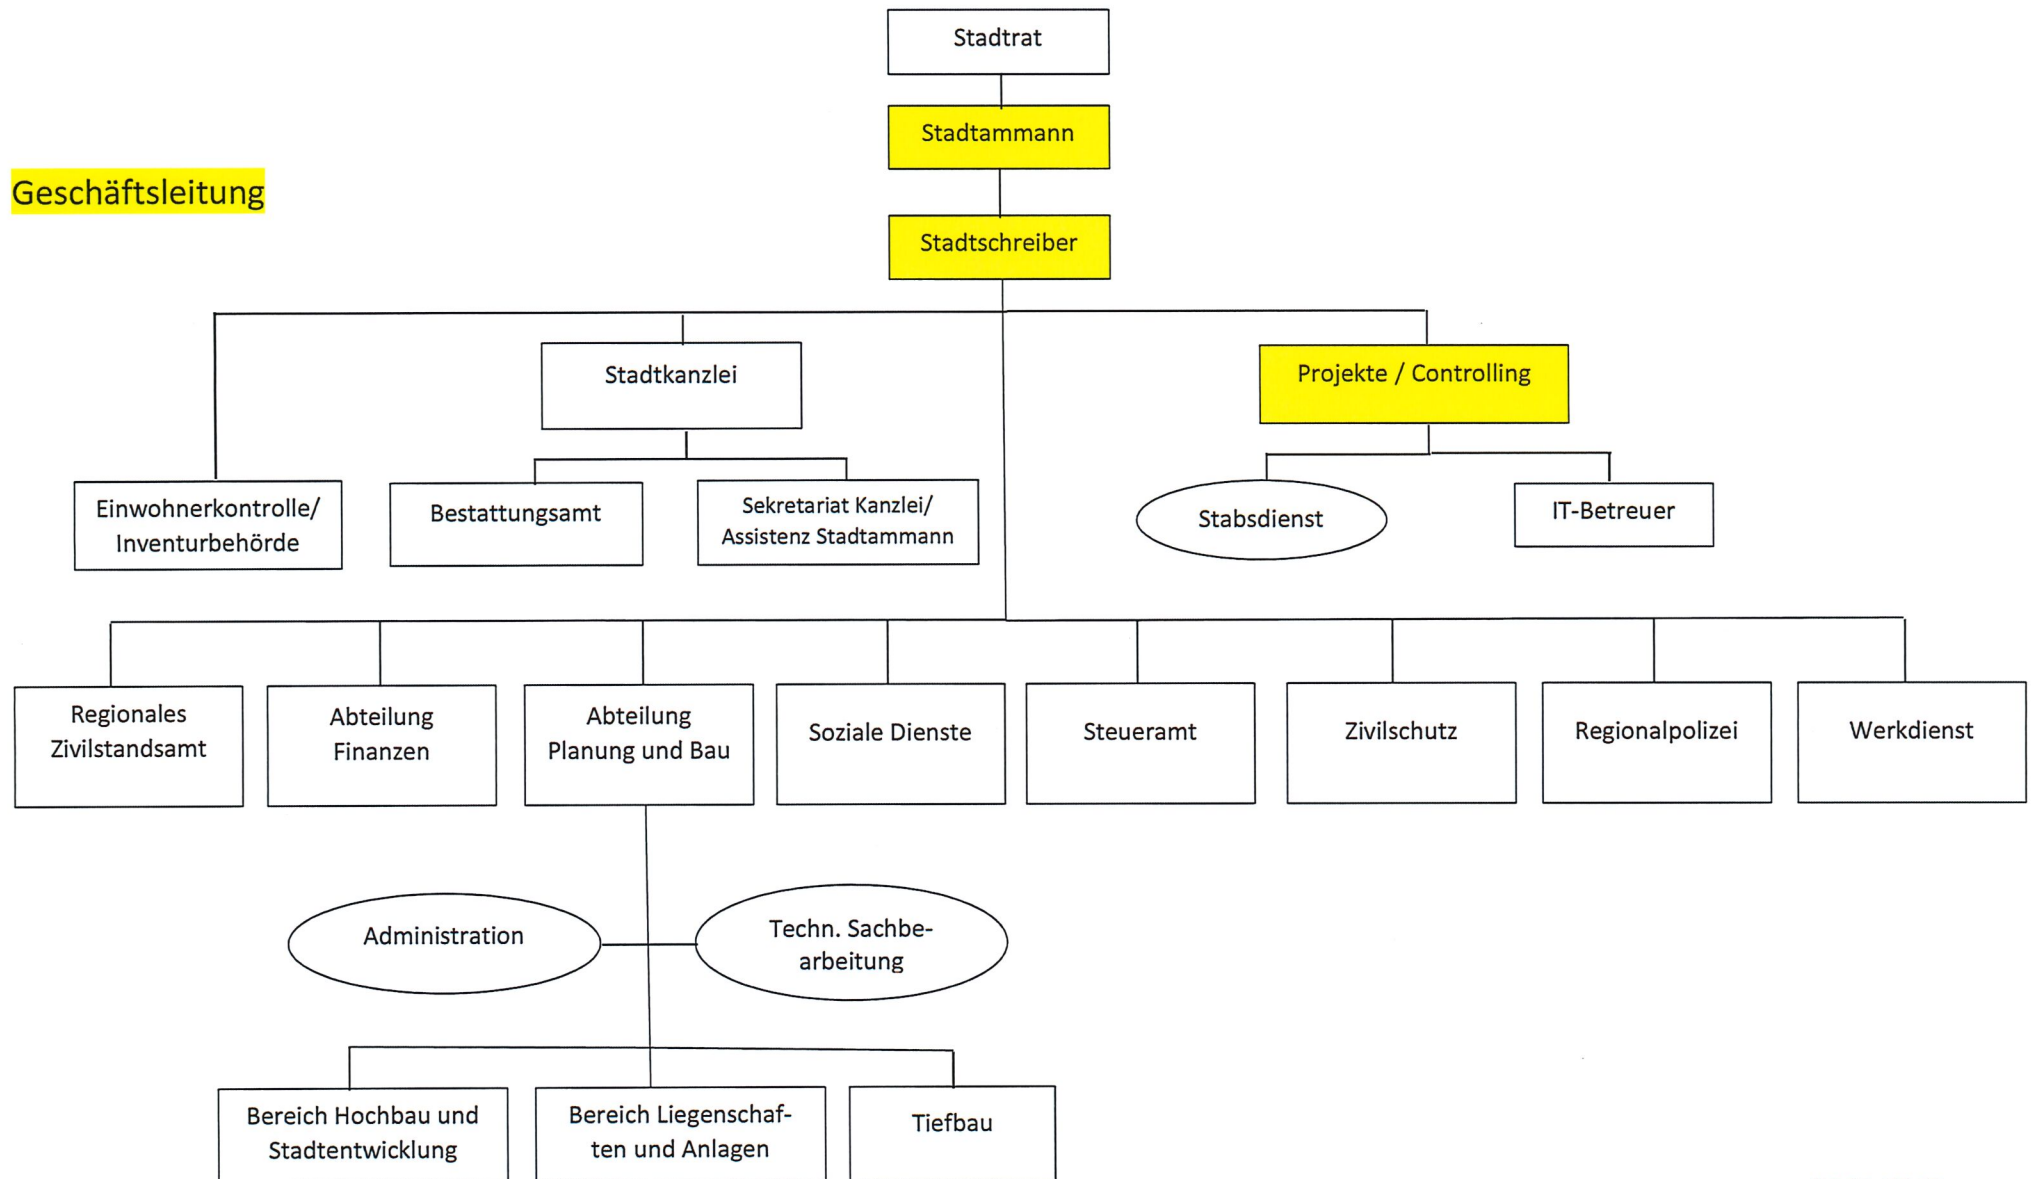 Stadtrat
Stadtammann
Geschäftsleitung
Stadtschreiber
Stadtkanzlei
Projekte / Controlling
Einwohnerkontrolle/
Inventurbehörde
Bestattungsamt
Sekretariat Kanzlei/
Assistenz Stadtammann
Stabsdienst
IT-Betreuer
Regionales
Zivilstandsamt
Abteilung
Finanzen
Abteilung
Planung und Bau
Soziale Dienste
Steueramt
Zivilschutz
Regionalpolizei
Werkdienst
Administration
Techn. Sachbe-
arbeitung
Bereich Hochbau und
Stadtentwicklung
Bereich Liegenschaf-
ten und Anlagen
Tiefbau